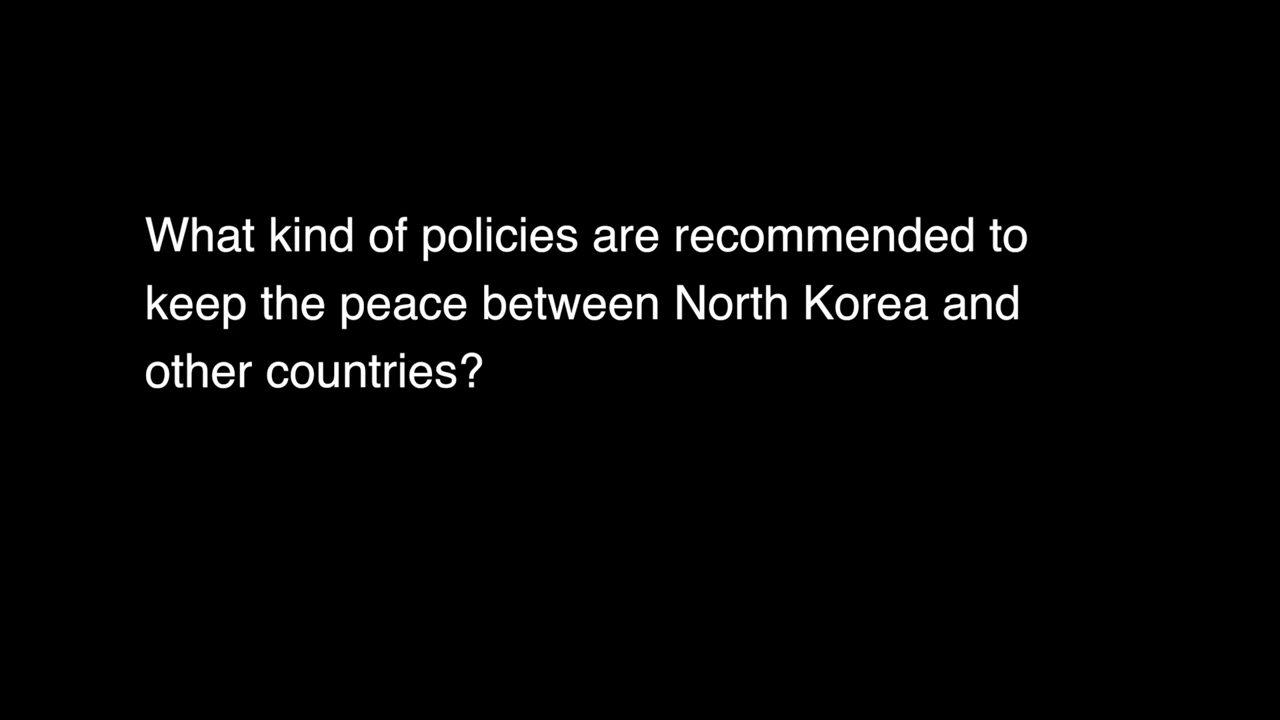 What kind of policies are recommended to
keep the peace between North Korea and
other countries?